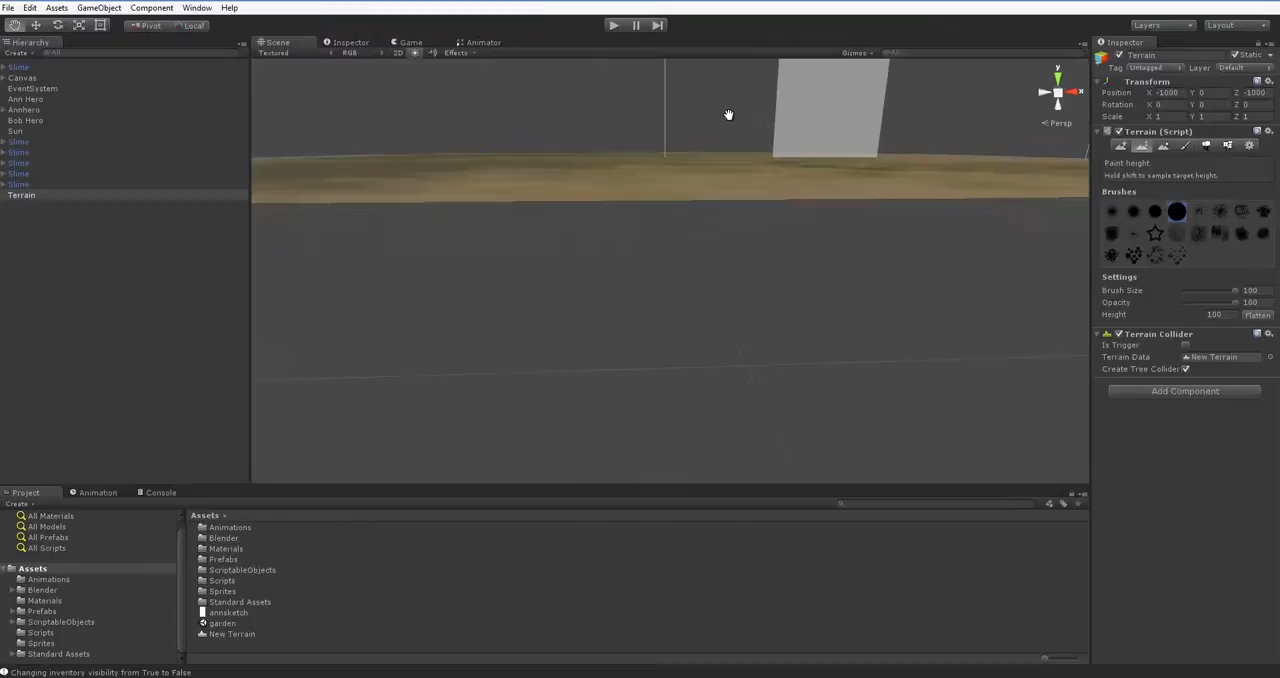 File Edit Assets GameObject Component Window Help
Pivot Local Layers Layout
Hierarchy Scene Inspector Game Animator Inspector
Create All Textured RGB 2D Effects Gizmos All Terrain Static
Slime Tag Untagged Layer Default
Canvas Transform
EventSystem Position X -1000 Y 0 Z -1000
Ann Hero Rotation X 0 Y 0 Z 0
Annhero Scale X 1 Y 1 Z 1
Bob Hero y x Persp
Sun Terrain (Script)
Slime
Slime Paint height
Slime Hold shift to sample target height.
Slime
Slime Brushes
Terrain
Settings
Brush Size 100
Opacity 100
Height 100 Flatten
Terrain Collider
Is Trigger
Terrain Data New Terrain
Create Tree Collider
Add Component
Project Animation Console
Create
All Materials Assets
All Models Animations
All Prefabs Blender
All Scripts Materials
Prefabs
Assets ScriptableObjects
Animations Scripts
Blender Sprites
Materials Standard Assets
Prefabs annsketch
ScriptableObjects garden
Scripts New Terrain
Sprites
Standard Assets
Changing inventory visibility from True to False